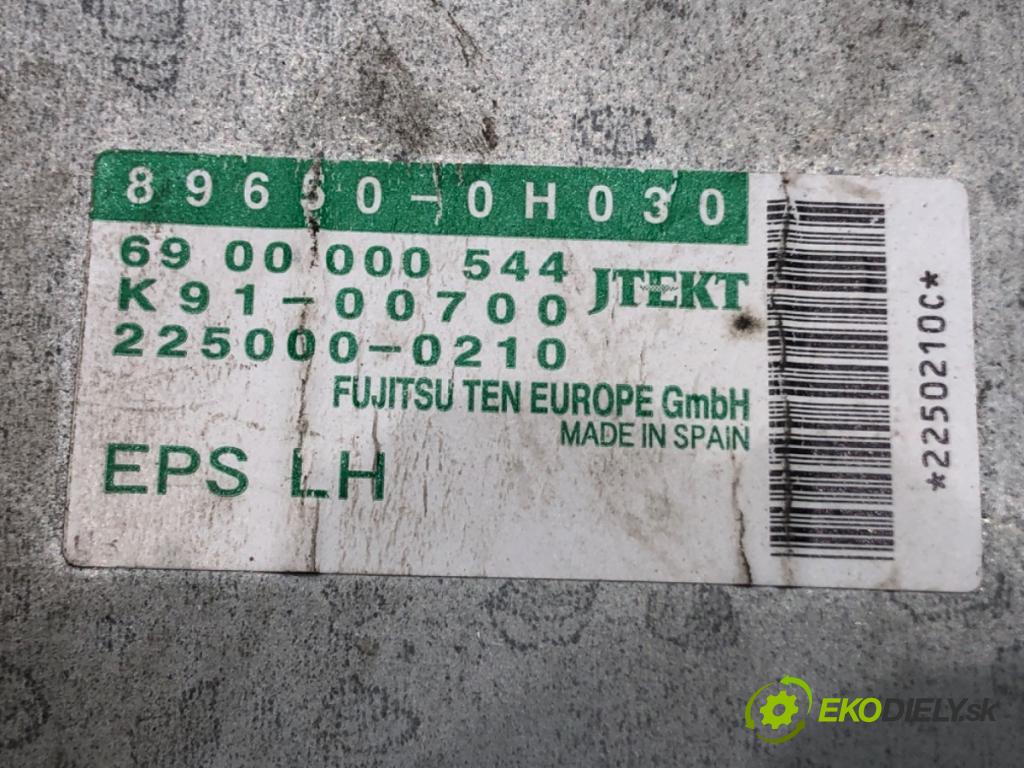 89650-0H030
69 00 000 544
JTEKT
K91-00700
225000-0210
FUJITSU TEN EUROPE GmbH
MADE IN SPAIN
EPS LH
*2250210C*
EKODIELY.sk